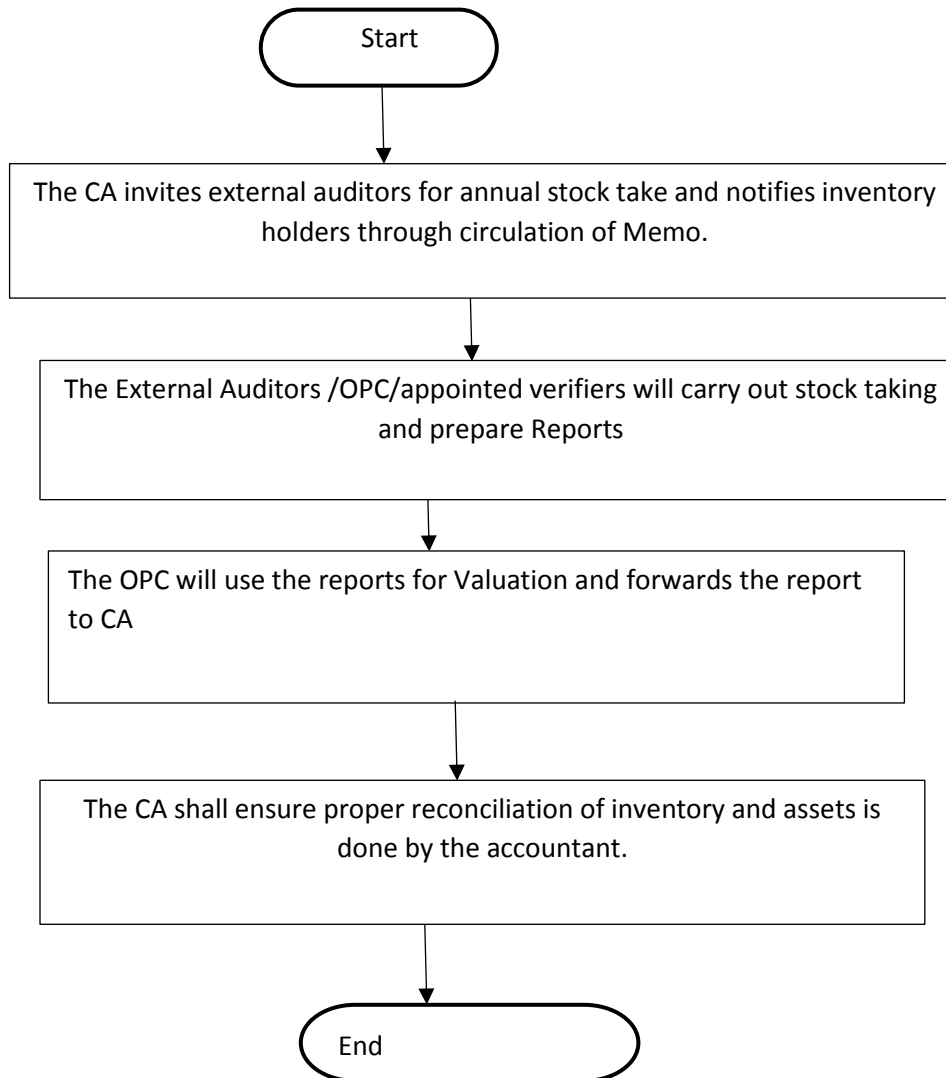 Start
The CA invites external auditors for annual stock take and notifies inventory
holders through circulation of Memo.
The External Auditors /OPC/appointed verifiers will carry out stock taking
and prepare Reports
The OPC will use the reports for Valuation and forwards the report
to CA
The CA shall ensure proper reconciliation of inventory and assets is
done by the accountant.
End